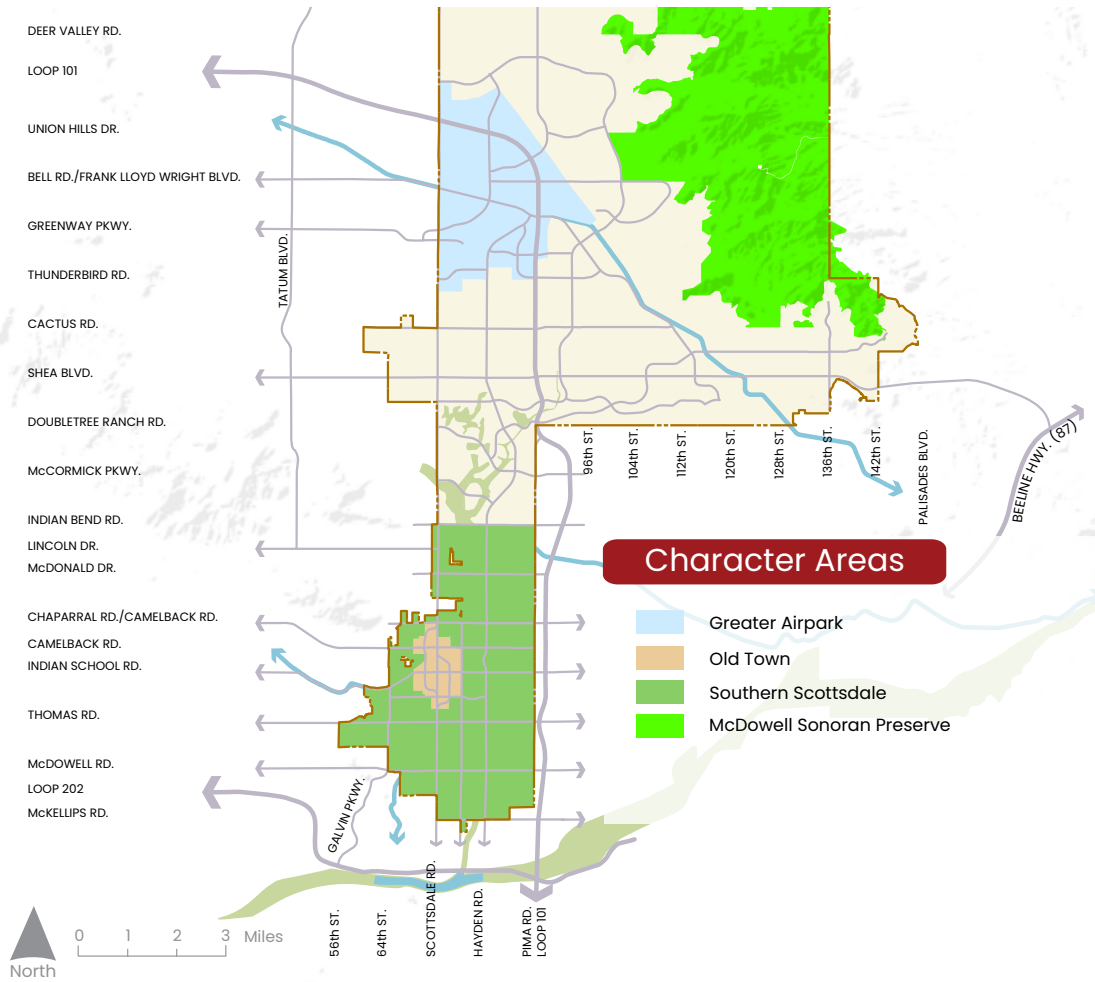 DEER VALLEY RD.
LOOP 101
UNION HILLS DR.
BELL RD./FRANK LLOYD WRIGHT BLVD.
GREENWAY PKWY.
TATUM BLVD.
THUNDERBIRD RD.
CACTUS RD.
SHEA BLVD.
DOUBLETREE RANCH RD.
96th ST.
104th ST.
112th ST.
120th ST.
128th ST.
136th ST.
142th ST.
PALISADES BLVD.
BEELINE HWY. (87)
McCORMICK PKWY.
INDIAN BEND RD.
LINCOLN DR.
McDONALD DR.
Character Areas
CHAPARRAL RD./CAMELBACK RD.
Greater Airpark
CAMELBACK RD.
Old Town
INDIAN SCHOOL RD.
Southern Scottsdale
THOMAS RD.
McDowell Sonoran Preserve
McDOWELL RD.
LOOP 202
McKELLIPS RD.
GALVIN PKWY.
56th ST.
64th ST.
SCOTTSDALE RD.
HAYDEN RD.
PIMA RD.
LOOP 101
0 1 2 3 Miles
North